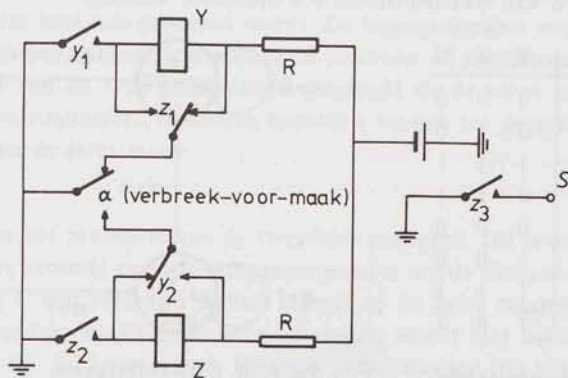 Y
y₁
R
z₁
α (verbreek-voor-maak)
S
z₃
y₂
R
z₂
Z